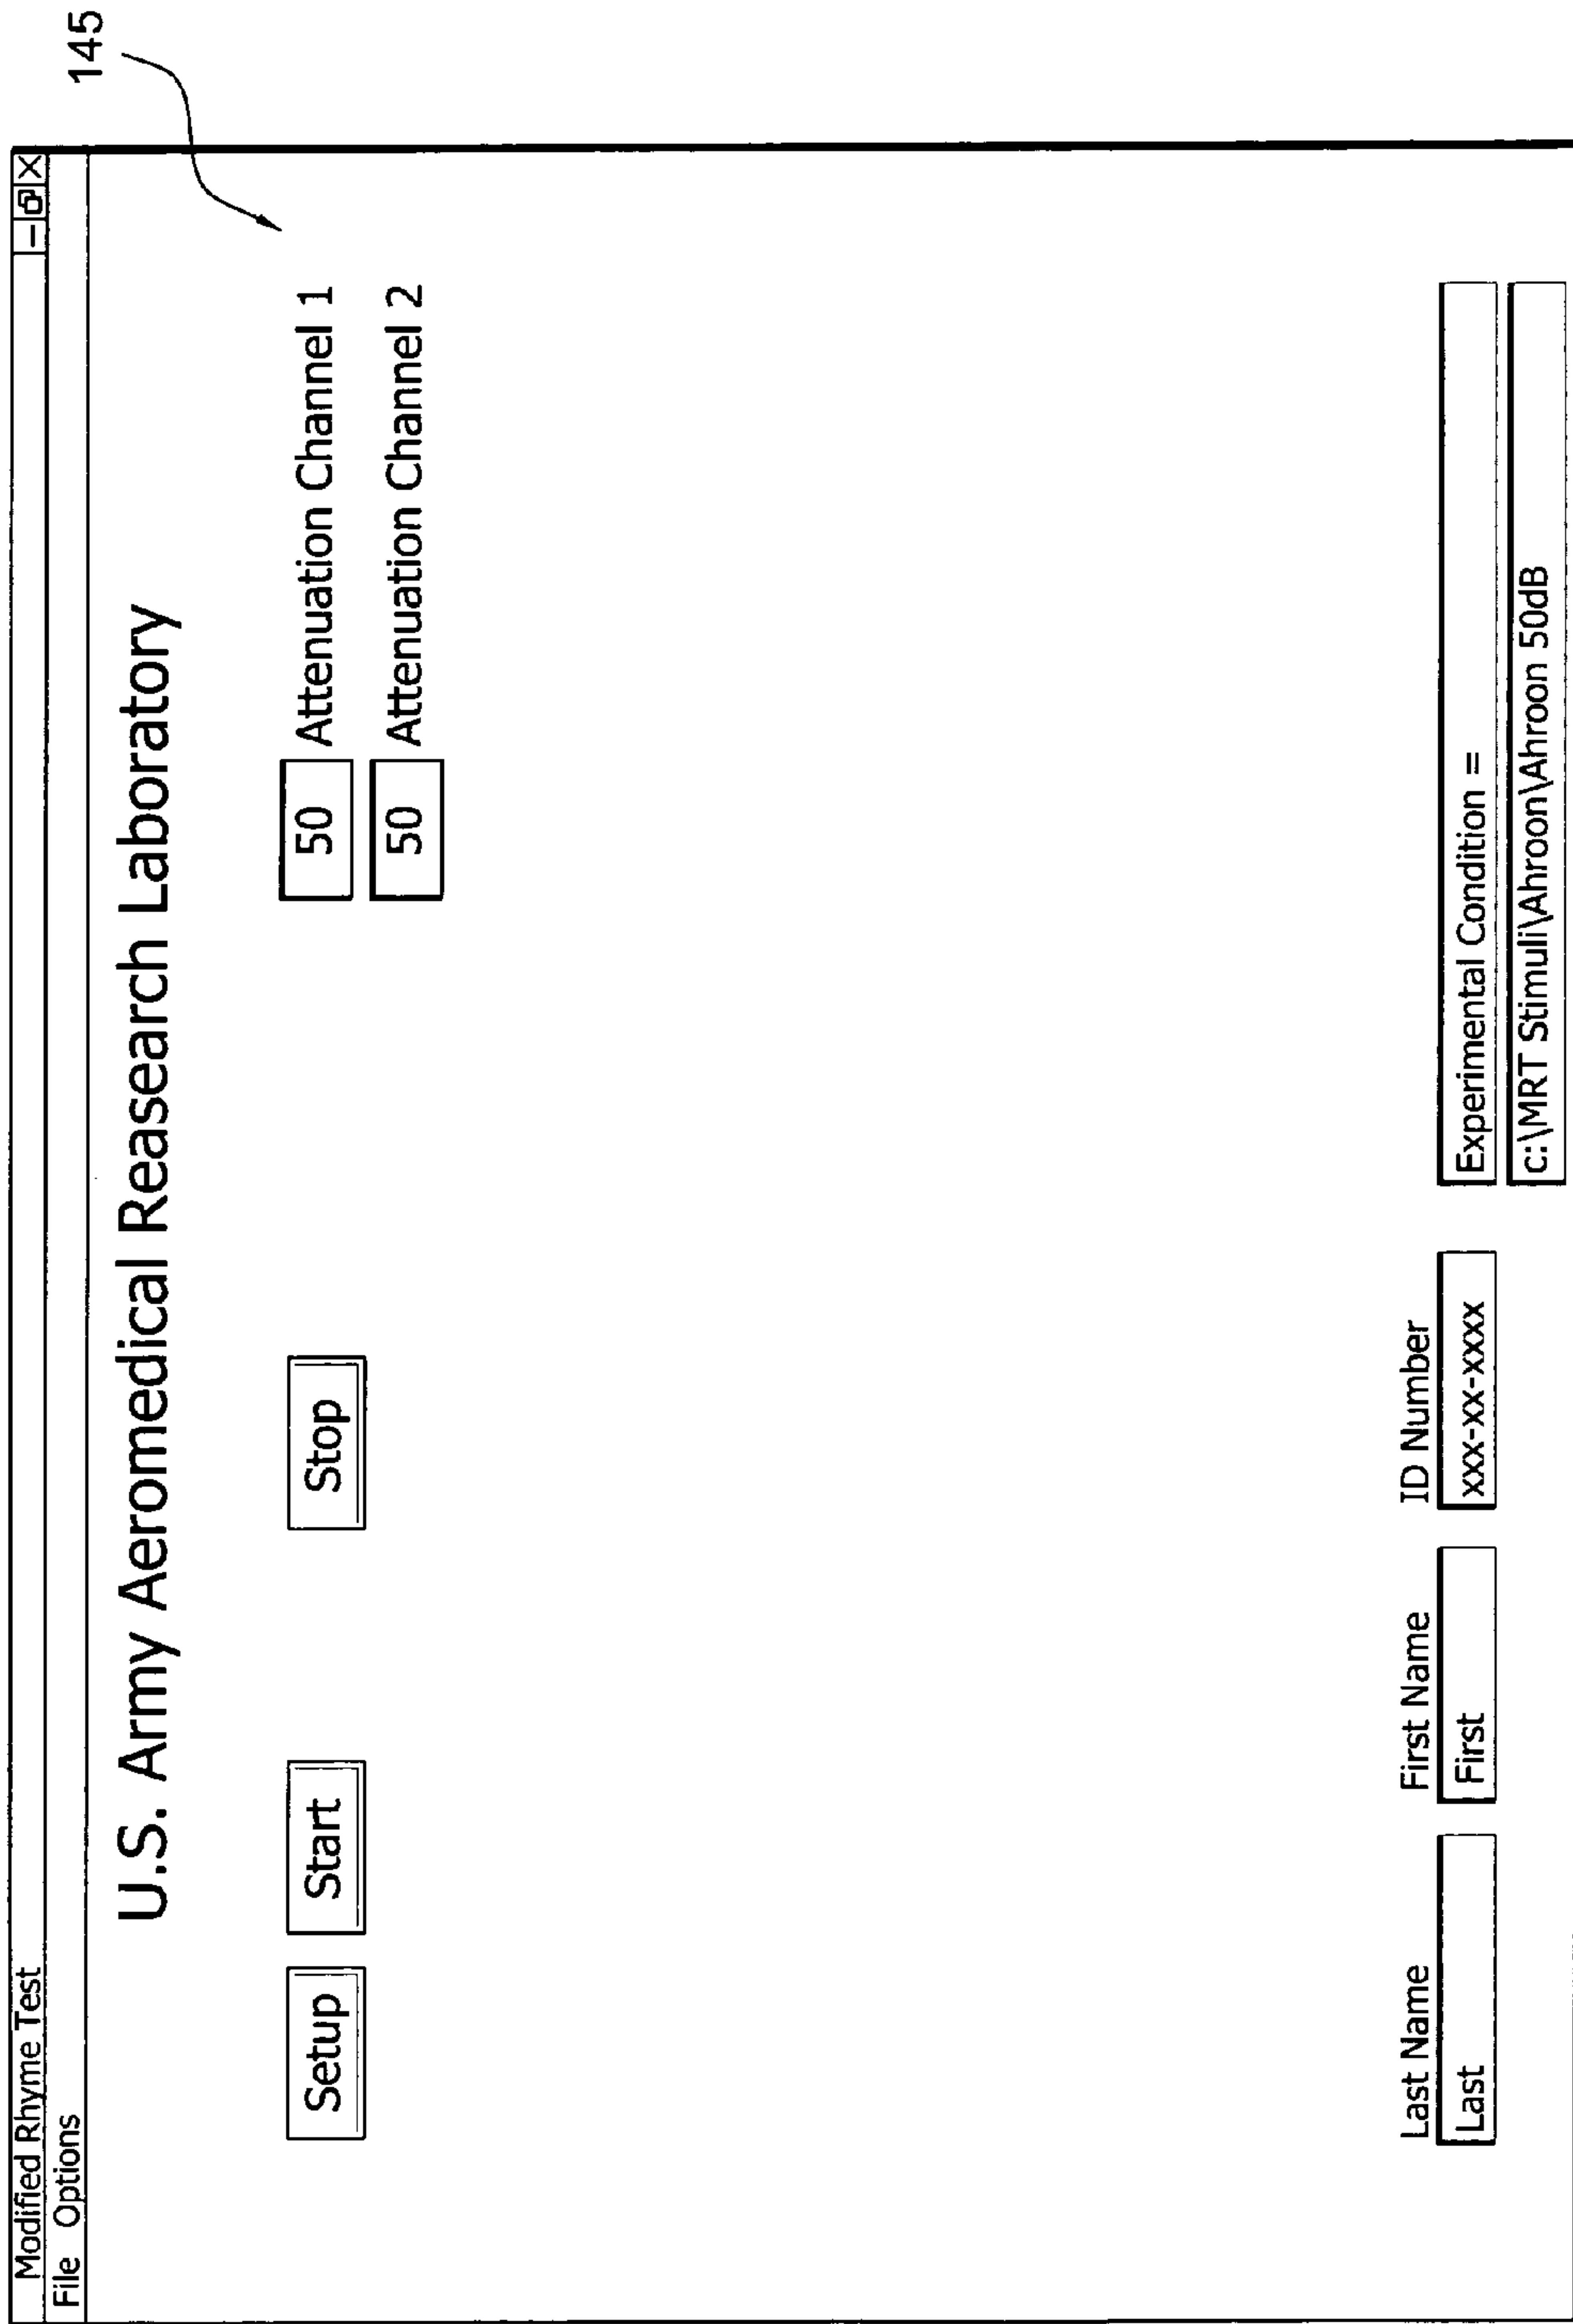 145
Modified Rhyme Test
File Options
U.S. Army Aeromedical Reasearch Laboratory
Setup Start Stop 50 Attenuation Channel 1
50 Attenuation Channel 2
Last Name First Name ID Number
Last First xxx-xx-xxxx Experimental Condition =
c:\MRT Stimuli\Ahroon\Ahroon 50dB